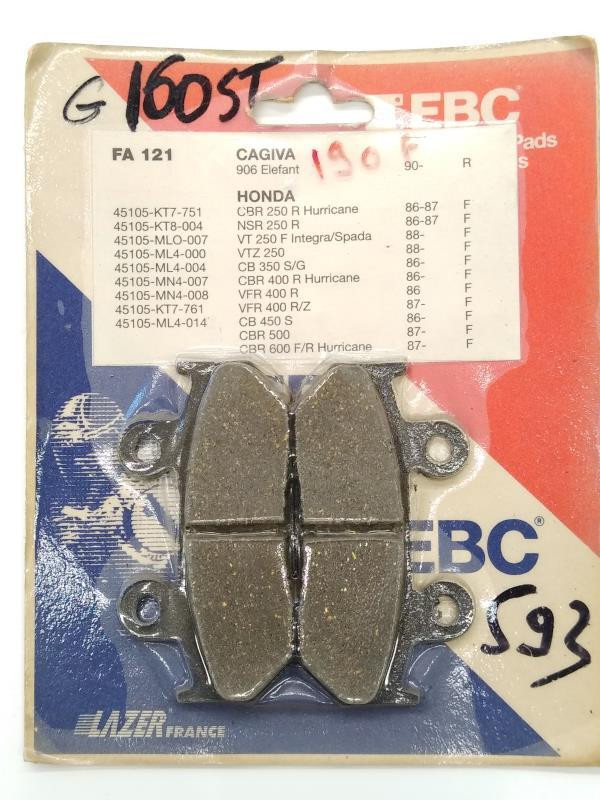 G 160 ST
EBC
Pads
s
FA 121 CAGIVA 190 F
906 Elefant 90- R
HONDA
45105-KT7-751 CBR 250 R Hurricane 86-87 F
45105-KT8-004 NSR 250 R 86-87 F
45105-MLO-007 VT 250 F Integra/Spada 88- F
45105-ML4-000 VTZ 250 88- F
45105-ML4-004 CB 350 S/G 86- F
45105-MN4-007 CBR 400 R Hurricane 86- F
45105-MN4-008 VFR 400 R 86 F
45105-KT7-761 VFR 400 R/Z 87- F
45105-ML4-014 CB 450 S 86- F
CBR 500 87- F
CBR 600 F/R Hurricane 87- F
EBC®
593
LAZER FRANCE